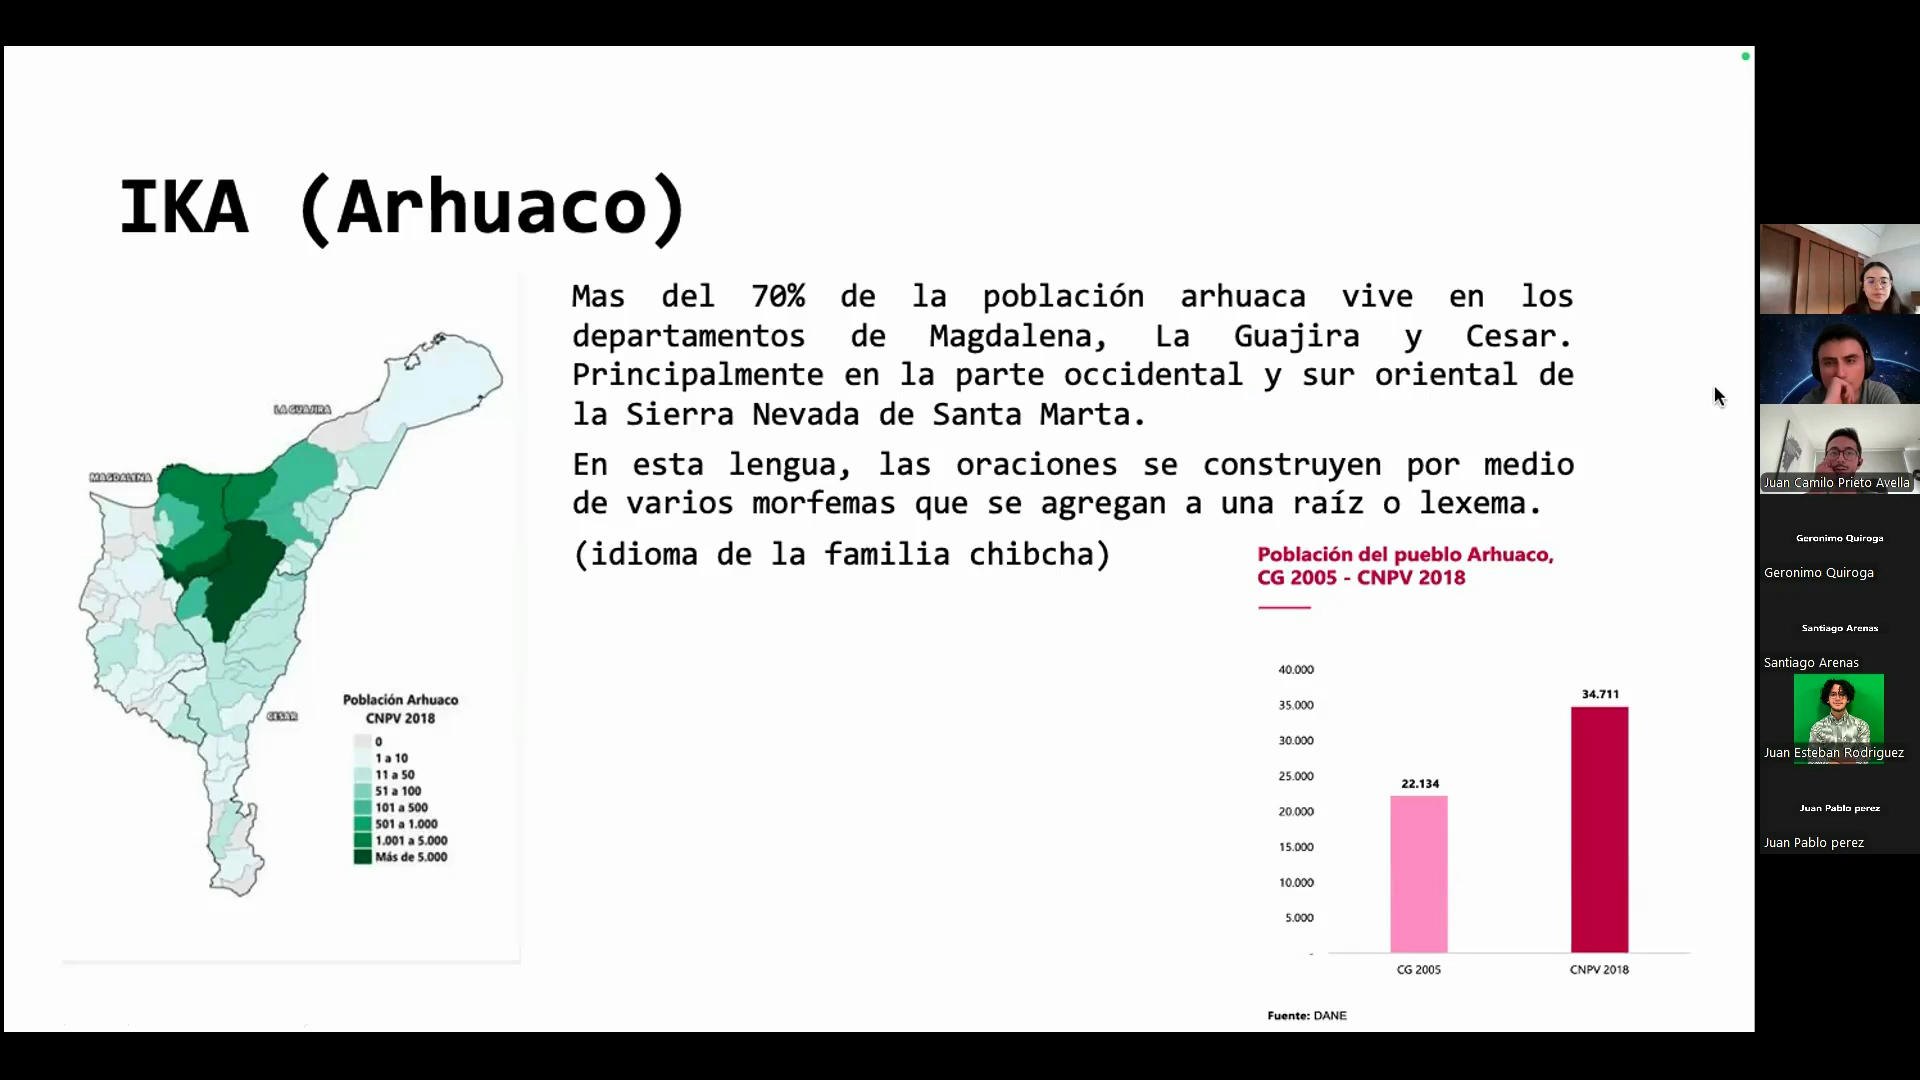 IKA (Arhuaco)
Mas del 70% de la población arhuaca vive en los
departamentos de Magdalena, La Guajira y Cesar.
Principalmente en la parte occidental y sur oriental de
la Sierra Nevada de Santa Marta.
En esta lengua, las oraciones se construyen por medio
de varios morfemas que se agregan a una raíz o lexema.
(idioma de la familia chibcha)
LA GUAJIRA
MAGDALENA
CESAR
Población Arhuaco
CNPV 2018
0
1 a 10
11 a 50
51 a 100
101 a 500
501 a 1.000
1.001 a 5.000
Más de 5.000
Población del pueblo Arhuaco,
CG 2005 - CNPV 2018
40.000
35.000
30.000
25.000
20.000
15.000
10.000
5.000
-
22.134
34.711
CG 2005
CNPV 2018
Fuente: DANE
Juan Camilo Prieto Avella
Geronimo Quiroga
Geronimo Quiroga
Santiago Arenas
Santiago Arenas
Juan Esteban Rodriguez
Juan Pablo perez
Juan Pablo perez